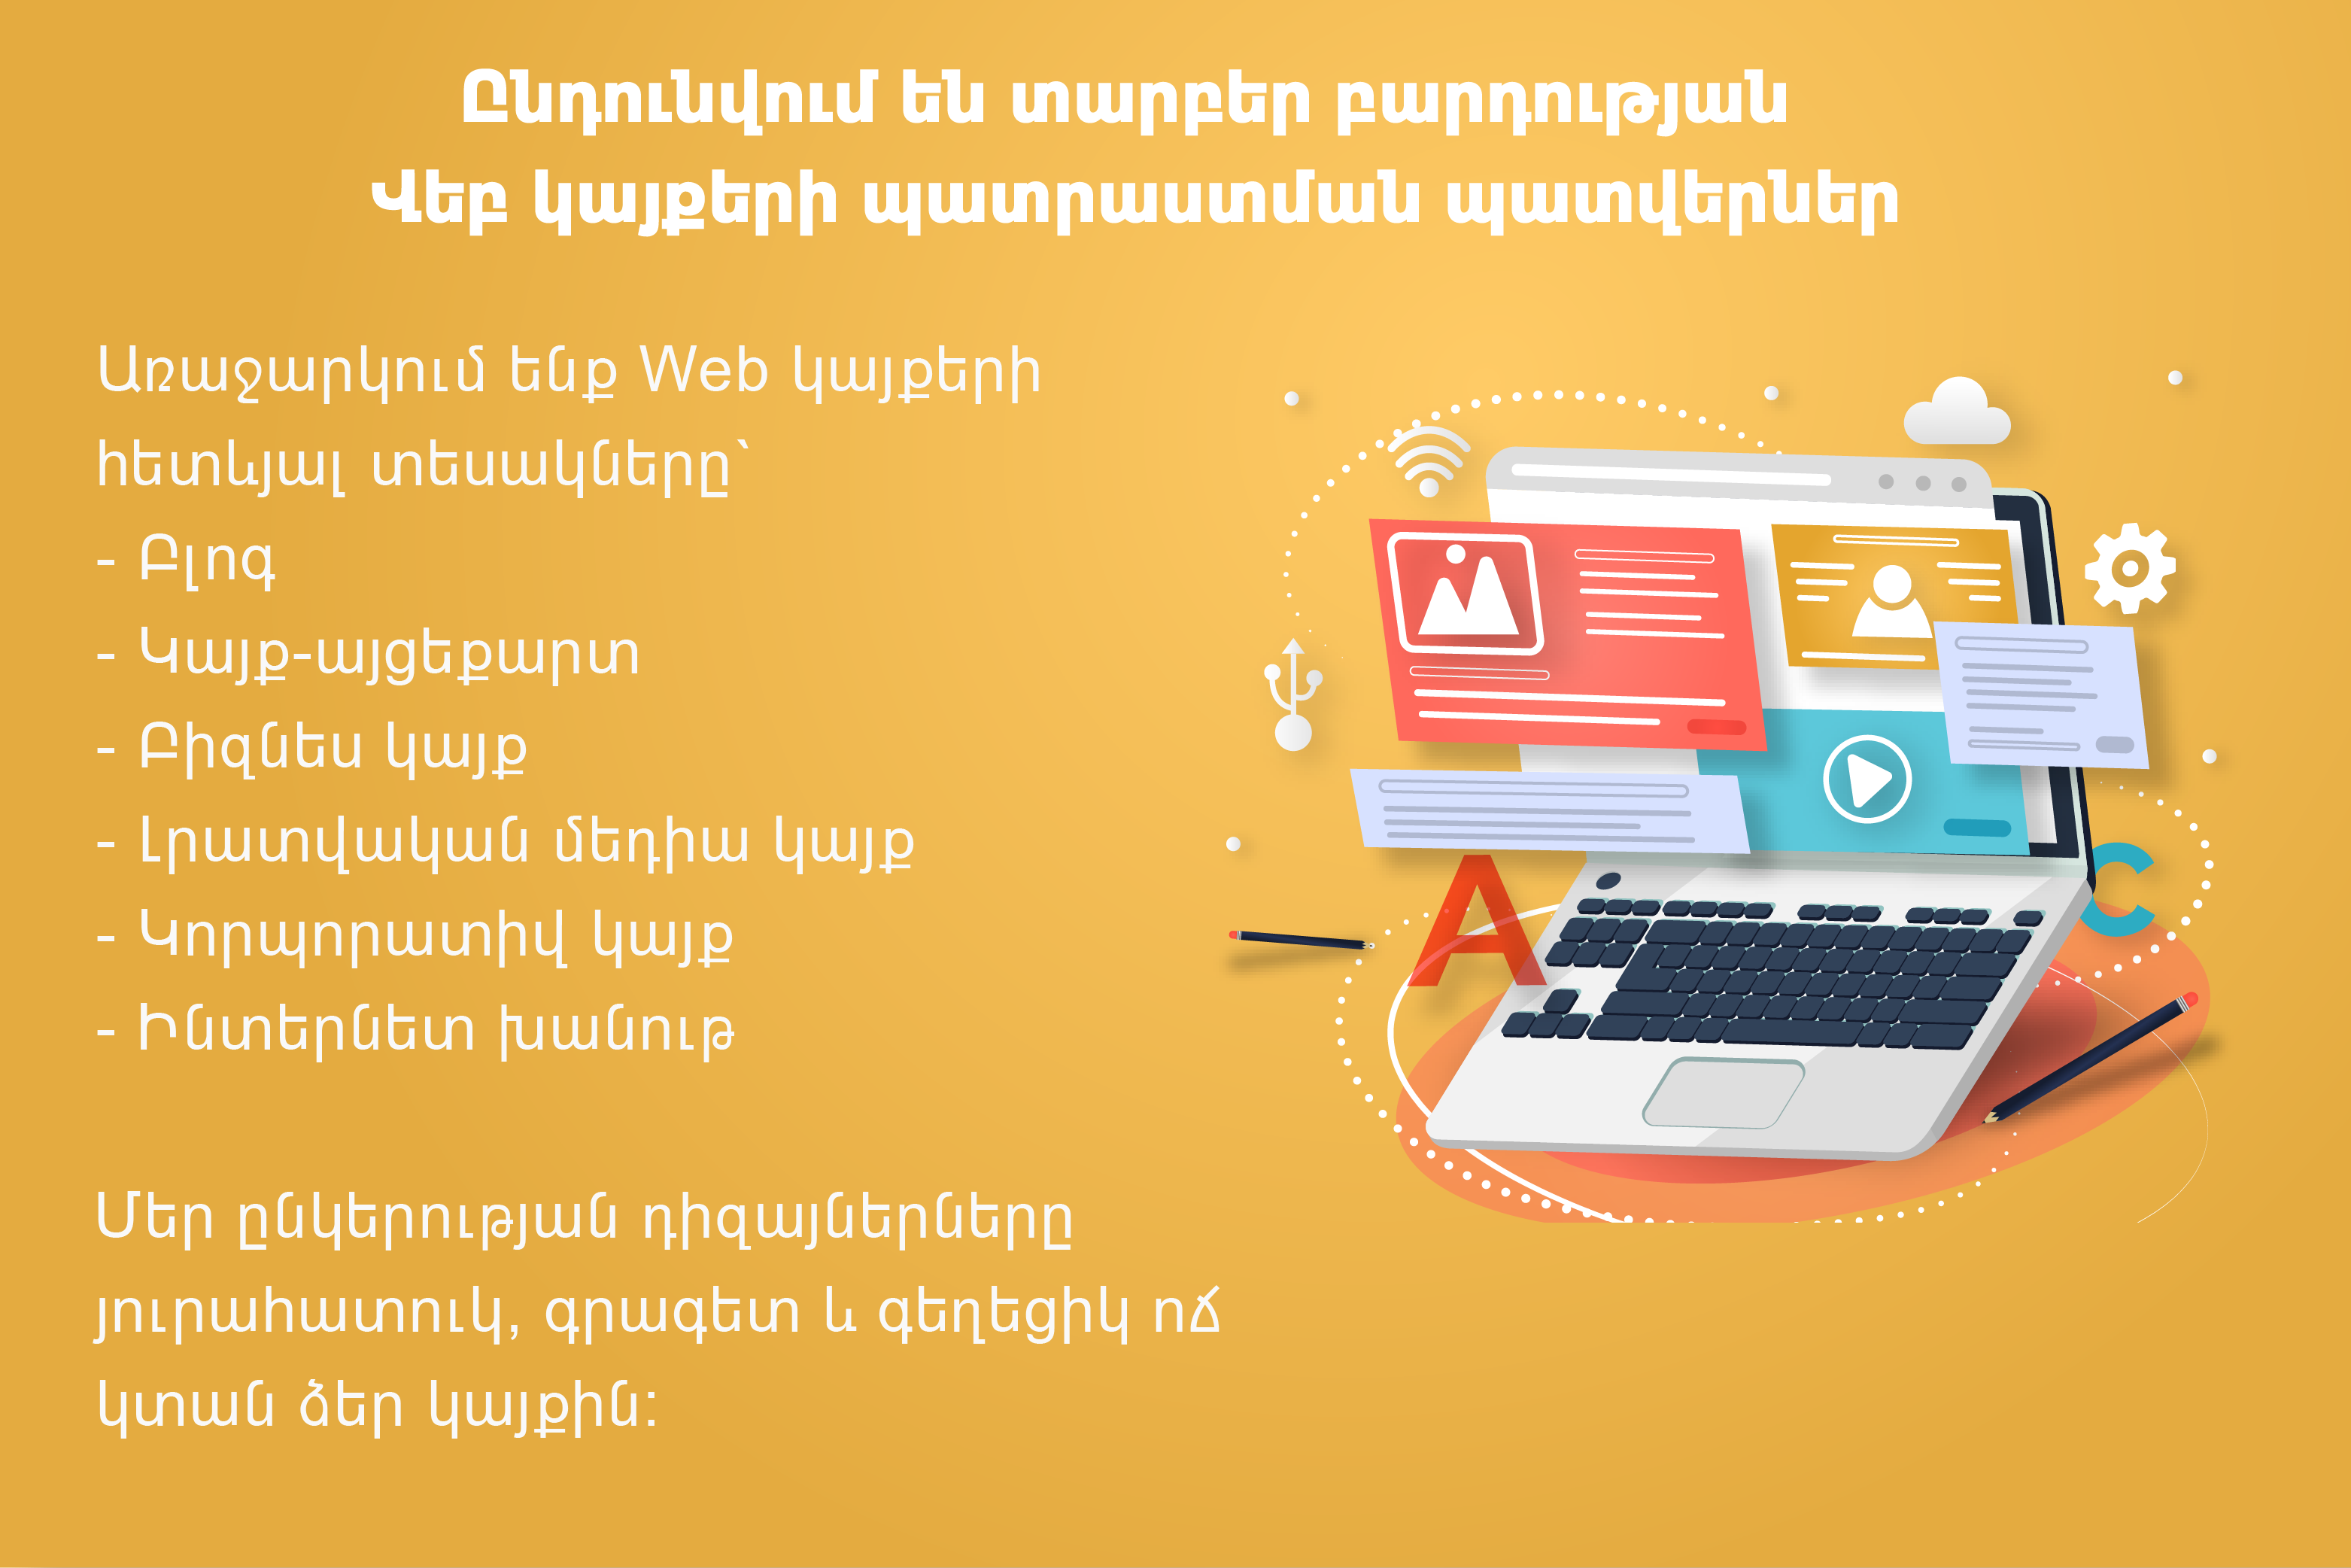 Ընդունվում են տարբեր բարդության
Վեբ կայքերի պատրաստման պատվերներ
Առաջարկում ենք Web կայքերի
հետևյալ տեսակները՝
- Բլոգ
- Կայք-այցեքարտ
- Բիզնես կայք
- Լրատվական մեդիա կայք
- Կորպորատիվ կայք
- Ինտերնետ խանութ
Մեր ընկերության դիզայներները
յուրահատուկ, գրագետ և գեղեցիկ ոճ
կտան ձեր կայքին:
A
C